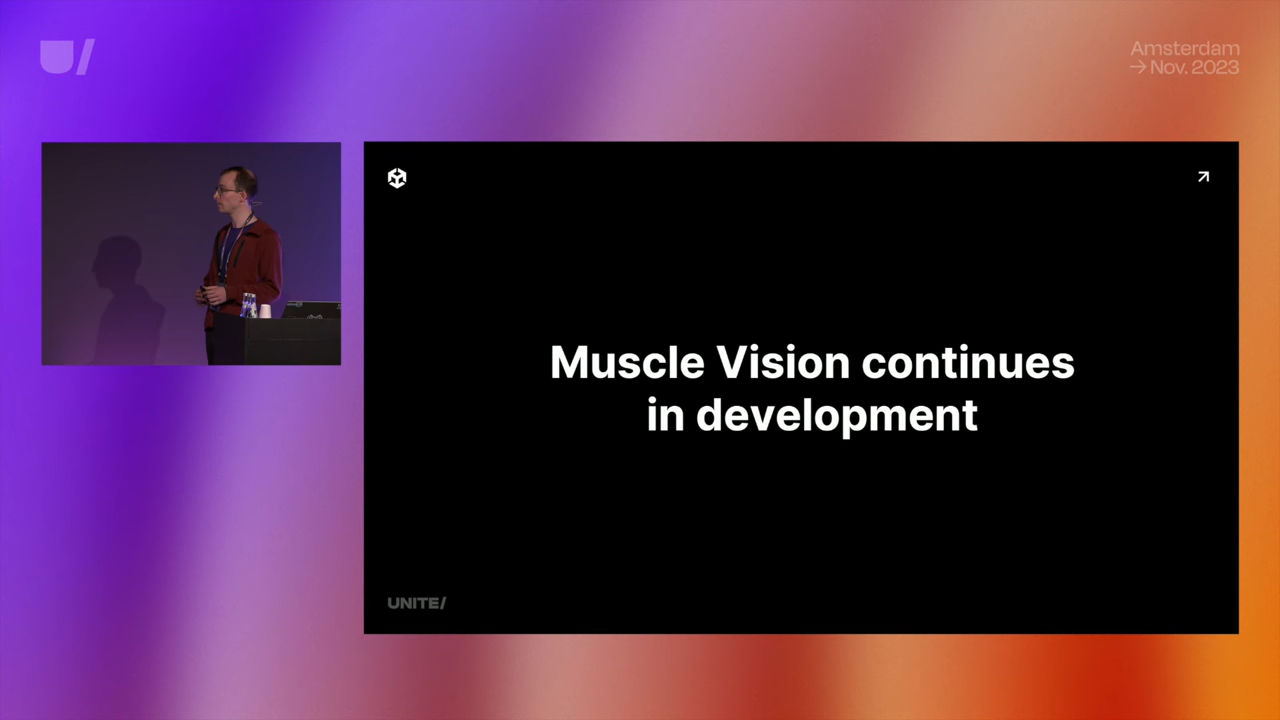 Amsterdam
→ Nov. 2023
Muscle Vision continues
in development
UNITE/